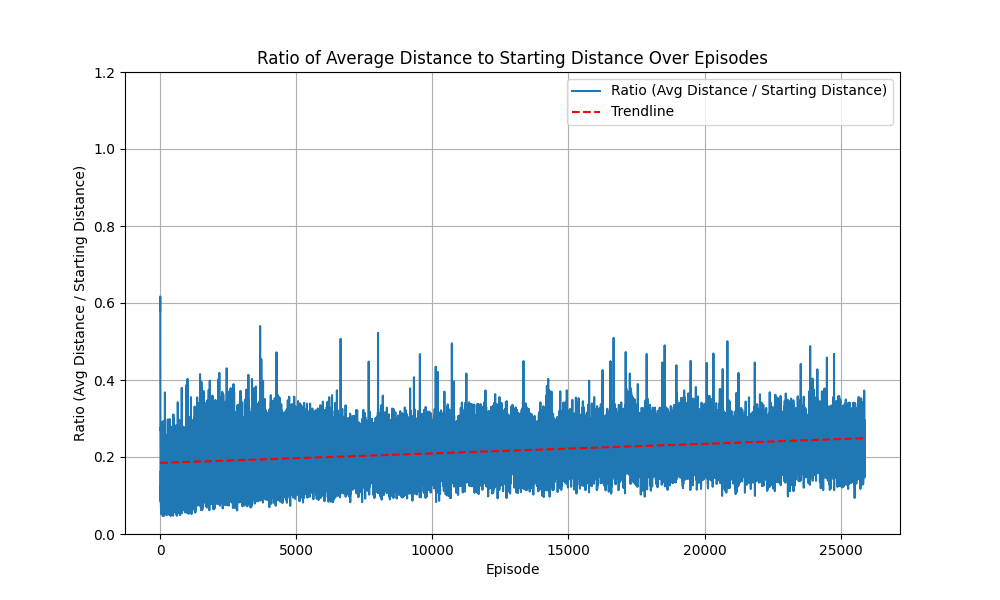 Ratio of Average Distance to Starting Distance Over Episodes
Ratio (Avg Distance / Starting Distance)
Trendline
Ratio (Avg Distance / Starting Distance)
1.2
1.0
0.8
0.6
0.4
0.2
0.0
0
5000
10000
15000
20000
25000
Episode